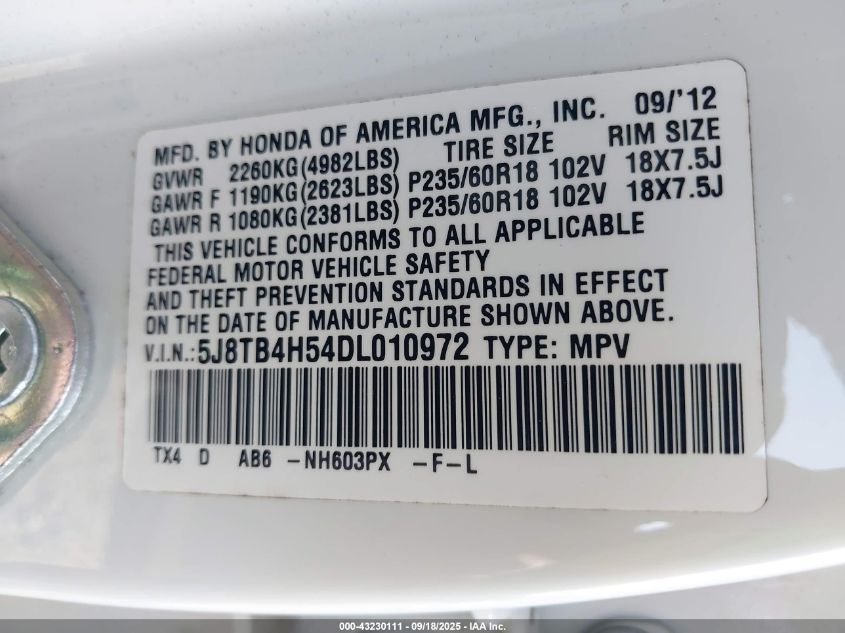 MFD. BY HONDA OF AMERICA MFG., INC. 09/'12
GVWR 2260KG(4982LBS) TIRE SIZE RIM SIZE
GAWR F 1190KG(2623LBS) P235/60R18 102V 18X7.5J
GAWR R 1080KG(2381LBS) P235/60R18 102V 18X7.5J
THIS VEHICLE CONFORMS TO ALL APPLICABLE
FEDERAL MOTOR VEHICLE SAFETY
AND THEFT PREVENTION STANDARDS IN EFFECT
ON THE DATE OF MANUFACTURE SHOWN ABOVE.
V.I.N.:5J8TB4H54DL010972 TYPE: MPV
TX4 D AB6 -NH603PX -F-L
000-43230111 - 09/18/2025 - IAA Inc.